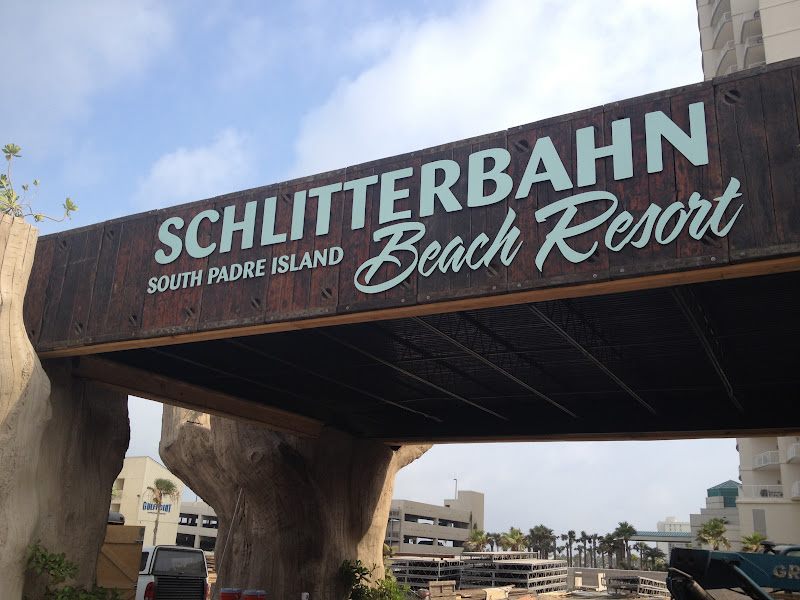 SCHLITTERBAHN
SOUTH PADRE ISLAND
Beach Resort